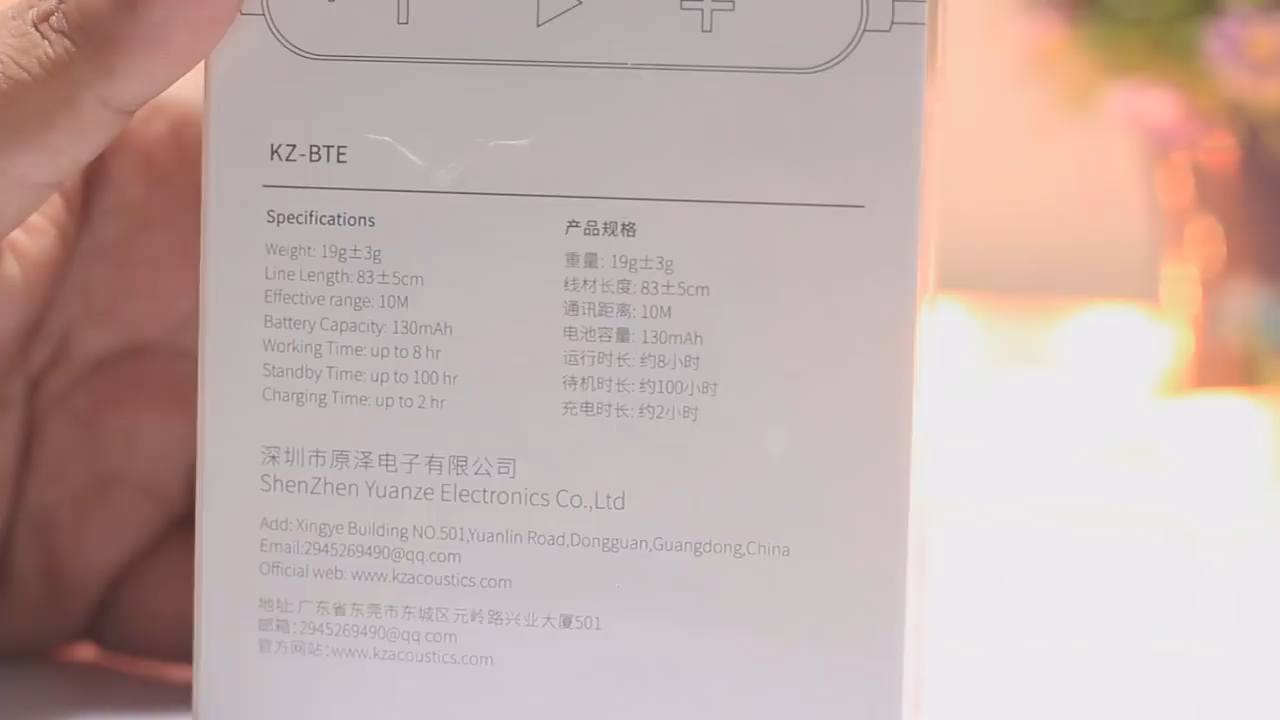 KZ-BTE
Specifications
Weight: 19g±3g
Line Length: 83±5cm
Effective range: 10M
Battery Capacity: 130mAh
Working Time: up to 8 hr
Standby Time: up to 100 hr
Charging Time: up to 2 hr
产品规格
重量: 19g±3g
线材长度: 83±5cm
通讯距离: 10M
电池容量: 130mAh
运行时长: 约8小时
待机时长: 约100小时
充电时长: 约2小时
深圳市原泽电子有限公司
ShenZhen Yuanze Electronics Co.,Ltd
Add: Xingye Building NO.501,Yuanlin Road,Dongguan,Guangdong,China
Email:2945269490@qq.com
Official web: www.kzacoustics.com
地址: 广东省东莞市东城区元岭路兴业大厦501
邮箱：2945269490@qq.com
官方网站：www.kzacoustics.com